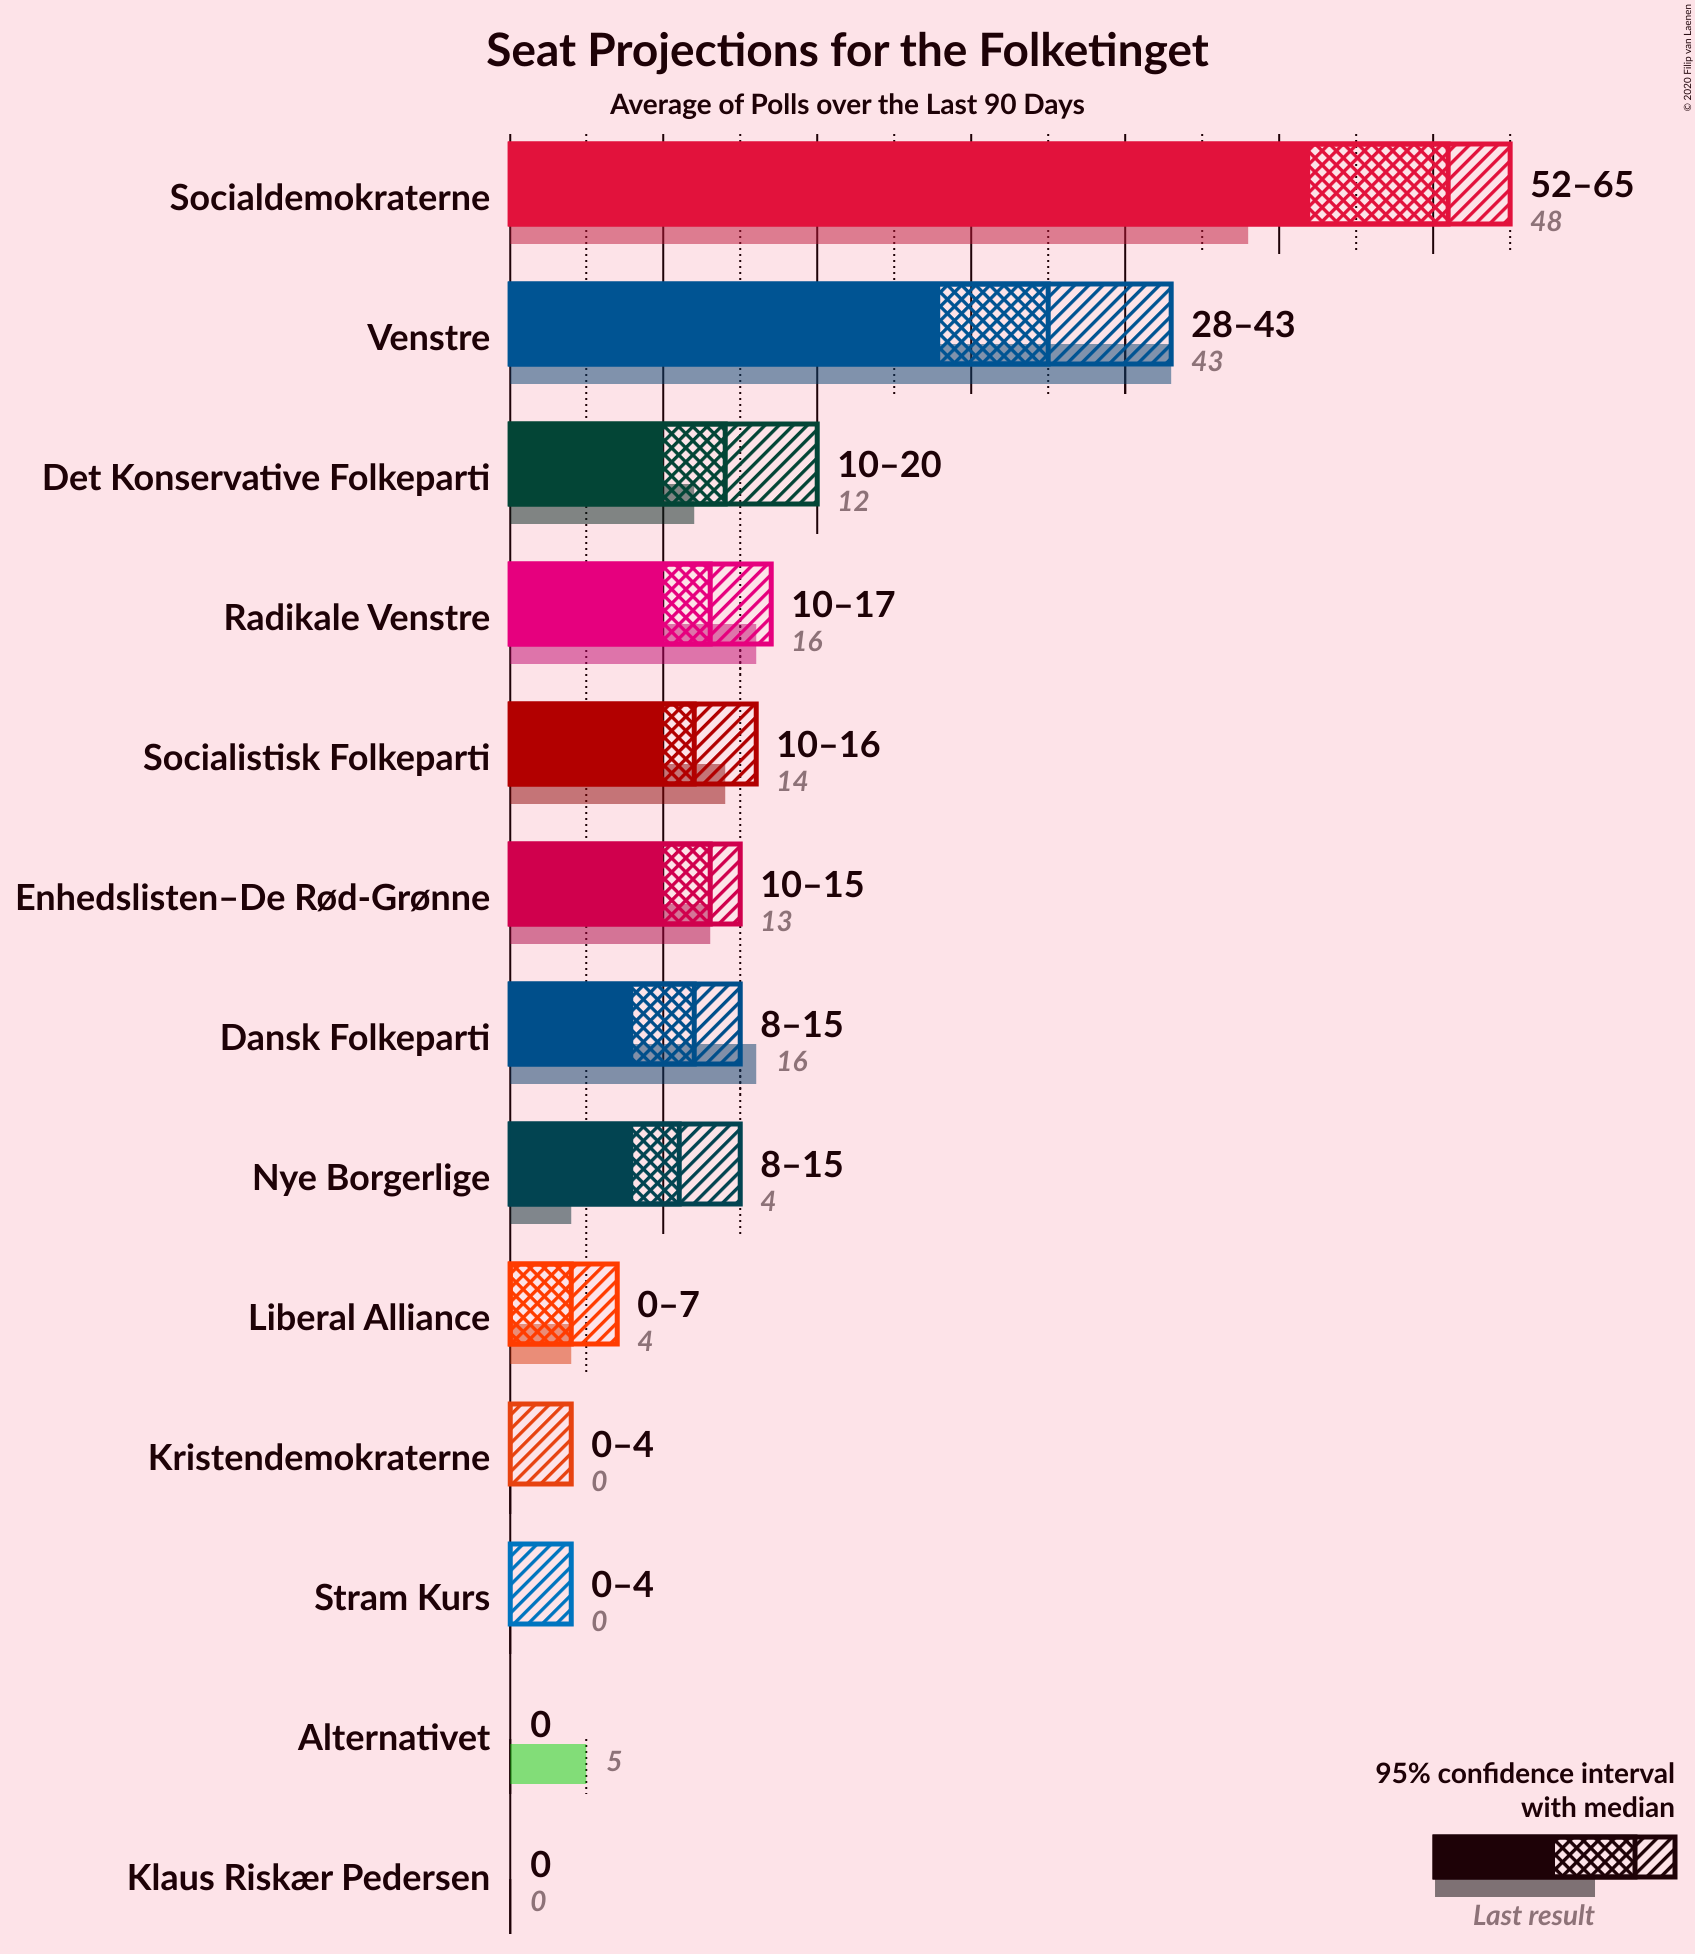 Seat Projections for the Folketinget
Average of Polls over the Last 90 Days
© 2020 Filip van Laenen
Socialdemokraterne
52–65
48
Venstre
28–43
43
Det Konservative Folkeparti
10–20
12
Radikale Venstre
10–17
16
Socialistisk Folkeparti
10–16
14
Enhedslisten–De Rød-Grønne
10–15
13
Dansk Folkeparti
8–15
16
Nye Borgerlige
8–15
4
Liberal Alliance
0–7
4
Kristendemokraterne
0–4
0
Stram Kurs
0–4
0
Alternativet
0
5
Klaus Riskær Pedersen
0
0
95% confidence interval
with median
Last result